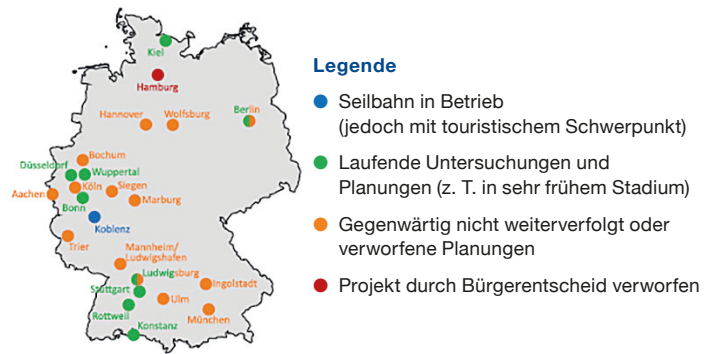 Kiel
Hamburg
Hannover
Wolfsburg
Berlin
Bochum
Düsseldorf
Wuppertal
Köln
Siegen
Aachen
Marburg
Bonn
Koblenz
Trier
Mannheim/
Ludwigshafen
Ludwigsburg
Stuttgart
Ingolstadt
Ulm
Rottweil
München
Konstanz
Legende
Seilbahn in Betrieb
(jedoch mit touristischem Schwerpunkt)
Laufende Untersuchungen und
Planungen (z. T. in sehr frühem Stadium)
Gegenwärtig nicht weiterverfolgt oder
verworfene Planungen
Projekt durch Bürgerentscheid verworfen